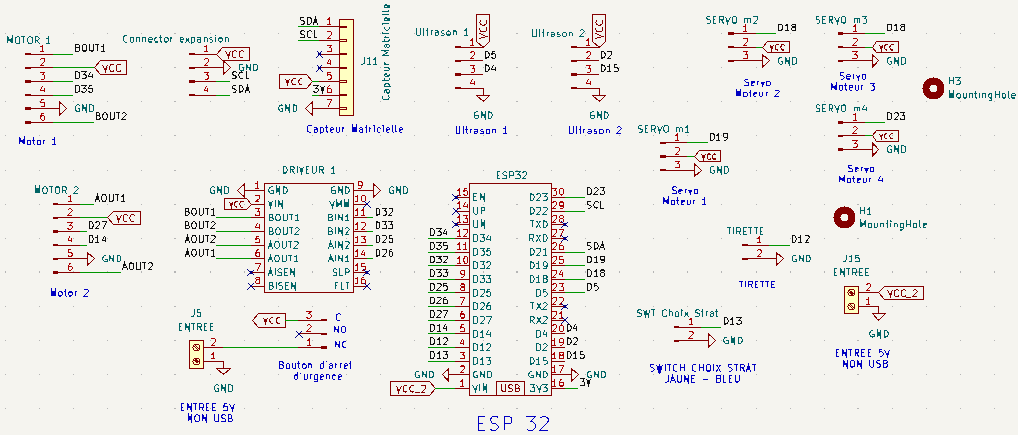 MOTOR 1
1 BOUT1
2 VCC
3 D34
4 D35
5 GND
6 BOUT2
Motor 1
Connector expansion
1 VCC
2 GND
3 SCL
4 SDA
SDA 1
SCL 2
3
4
VCC 5
3V 6
GND 7
J11
Capteur Matricielle
Capteur Matricielle
Ultrason 1
VCC
1
2 D5
3 D4
4
GND
Ultrason 1
Ultrason 2
VCC
1
2 D2
3 D15
4
GND
Ultrason 2
SERVO m2
1 D18
2 VCC
3 GND
Servo
Moteur 2
SERVO m3
1 D18
2 VCC
3 GND
Servo
Moteur 3
H3
MountingHole
SERVO m1
1 D19
2 VCC
3 GND
Servo
Moteur 1
SERVO m4
1 D23
2 VCC
3 GND
Servo
Moteur 4
H1
MountingHole
MOTOR 2
1 AOUT1
2 VCC
3 D27
4 D14
5 GND
6 AOUT2
Motor 2
DRIVEUR 1
GND 1 GND GND 9 GND
VCC 2 VIN VMM 10
BOUT1 3 BOUT1 BIN1 11 D32
BOUT2 4 BOUT2 BIN2 12 D33
AOUT2 5 AOUT2 AIN2 13 D25
AOUT1 6 AOUT1 AIN1 14 D26
7 AISEN SLP 15
8 BISEN FLT 16
ESP32
15 EN D23 30 D23
14 UP D22 29 SCL
13 UN TXD 28
D34 12 D34 RXD 27
D35 11 D35 D21 26 SDA
D32 10 D32 D19 25 D19
D33 9 D33 D18 24 D18
D25 8 D25 D5 23 D5
D26 7 D26 TX2 22
D27 6 D27 RX2 21
D14 5 D14 D4 20 D4
D12 4 D12 D2 19 D2
D13 3 D13 D15 18 D15
GND 2 GND GND 17 GND
VCC_2 1 VIN USB 3V3 16 3V
ESP 32
J5
ENTREE
2
1
GND
ENTREE 5V
NON USB
VCC 3 C
2 NO
1 NC
Bouton d'arret
d'urgence
TIRETTE
1 D12
2 GND
TIRETTE
SWT Choix Strat
1 D13
2 GND
SWITCH CHOIX STRAT
JAUNE - BLEU
J15
ENTREE
2 VCC_2
1
GND
ENTREE 5V
NON USB